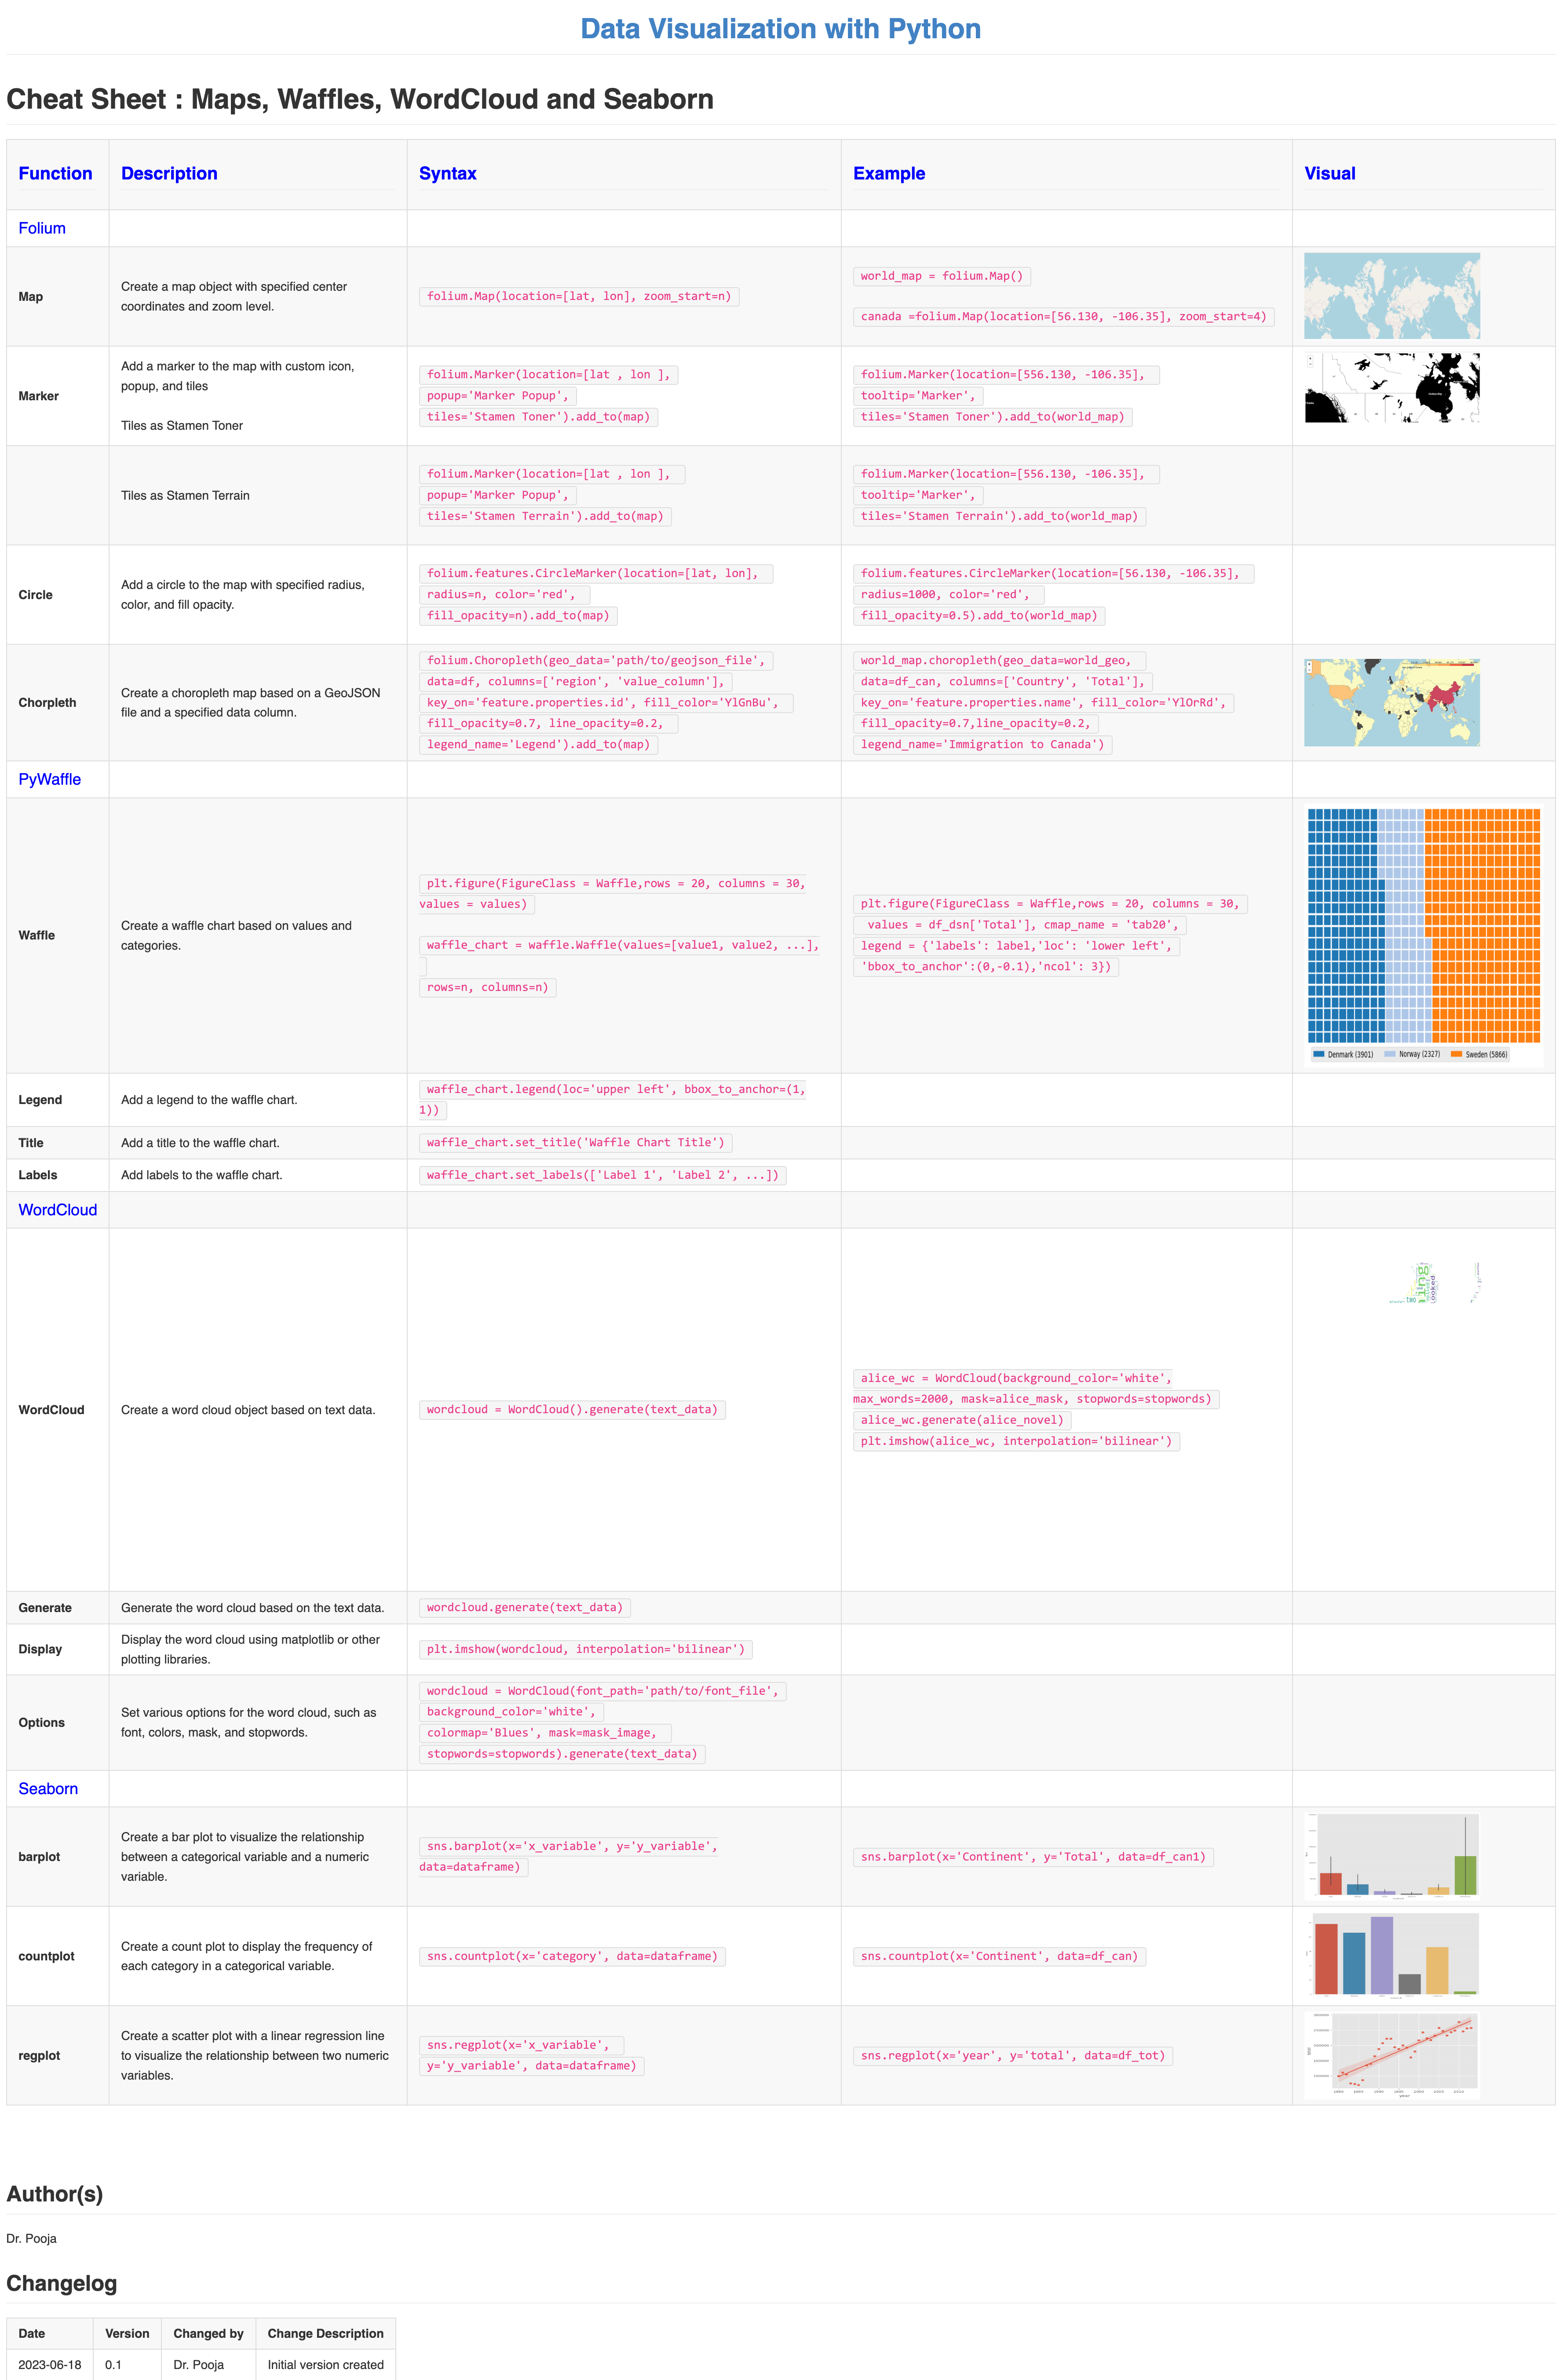 Data Visualization with Python
Cheat Sheet : Maps, Waffles, WordCloud and Seaborn
Function Description Syntax Example Visual
Folium
Map
Create a map object with specified center
coordinates and zoom level.
folium.Map(location=[lat, lon], zoom_start=n)
world_map = folium.Map()
canada =folium.Map(location=[56.130, -106.35], zoom_start=4)
Marker
Add a marker to the map with custom icon,
popup, and tiles
Tiles as Stamen Toner
folium.Marker(location=[lat , lon ],
popup='Marker Popup',
tiles='Stamen Toner').add_to(map)
folium.Marker(location=[556.130, -106.35],
tooltip='Marker',
tiles='Stamen Toner').add_to(world_map)
Tiles as Stamen Terrain
folium.Marker(location=[lat , lon ],
popup='Marker Popup',
tiles='Stamen Terrain').add_to(map)
folium.Marker(location=[556.130, -106.35],
tooltip='Marker',
tiles='Stamen Terrain').add_to(world_map)
Circle
Add a circle to the map with specified radius,
color, and fill opacity.
folium.features.CircleMarker(location=[lat, lon],
radius=n, color='red',
fill_opacity=n).add_to(map)
folium.features.CircleMarker(location=[56.130, -106.35],
radius=1000, color='red',
fill_opacity=0.5).add_to(world_map)
Chorpleth
Create a choropleth map based on a GeoJSON
file and a specified data column.
folium.Choropleth(geo_data='path/to/geojson_file',
data=df, columns=['region', 'value_column'],
key_on='feature.properties.id', fill_color='YlGnBu',
fill_opacity=0.7, line_opacity=0.2,
legend_name='Legend').add_to(map)
world_map.choropleth(geo_data=world_geo,
data=df_can, columns=['Country', 'Total'],
key_on='feature.properties.name', fill_color='YlOrRd',
fill_opacity=0.7,line_opacity=0.2,
legend_name='Immigration to Canada')
PyWaffle
Waffle
Create a waffle chart based on values and
categories.
plt.figure(FigureClass = Waffle,rows = 20, columns = 30,
values = values)
waffle_chart = waffle.Waffle(values=[value1, value2, ...],
rows=n, columns=n)
plt.figure(FigureClass = Waffle,rows = 20, columns = 30,
values = df_dsn['Total'], cmap_name = 'tab20',
legend = {'labels': label,'loc': 'lower left',
'bbox_to_anchor':(0,-0.1),'ncol': 3})
Denmark (3901) Norway (2327) Sweden (5866)
Legend
Add a legend to the waffle chart.
waffle_chart.legend(loc='upper left', bbox_to_anchor=(1,
1))
Title
Add a title to the waffle chart.
waffle_chart.set_title('Waffle Chart Title')
Labels
Add labels to the waffle chart.
waffle_chart.set_labels(['Label 1', 'Label 2', ...])
WordCloud
WordCloud
Create a word cloud object based on text data.
wordcloud = WordCloud().generate(text_data)
alice_wc = WordCloud(background_color='white',
max_words=2000, mask=alice_mask, stopwords=stopwords)
alice_wc.generate(alice_novel)
plt.imshow(alice_wc, interpolation='bilinear')
two
looked
Generate
Generate the word cloud based on the text data.
wordcloud.generate(text_data)
Display
Display the word cloud using matplotlib or other
plotting libraries.
plt.imshow(wordcloud, interpolation='bilinear')
Options
Set various options for the word cloud, such as
font, colors, mask, and stopwords.
wordcloud = WordCloud(font_path='path/to/font_file',
background_color='white',
colormap='Blues', mask=mask_image,
stopwords=stopwords).generate(text_data)
Seaborn
barplot
Create a bar plot to visualize the relationship
between a categorical variable and a numeric
variable.
sns.barplot(x='x_variable', y='y_variable',
data=dataframe)
sns.barplot(x='Continent', y='Total', data=df_can1)
countplot
Create a count plot to display the frequency of
each category in a categorical variable.
sns.countplot(x='category', data=dataframe)
sns.countplot(x='Continent', data=df_can)
regplot
Create a scatter plot with a linear regression line
to visualize the relationship between two numeric
variables.
sns.regplot(x='x_variable',
y='y_variable', data=dataframe)
sns.regplot(x='year', y='total', data=df_tot)
year
Author(s)
Dr. Pooja
Changelog
Date Version Changed by Change Description
2023-06-18 0.1 Dr. Pooja Initial version created